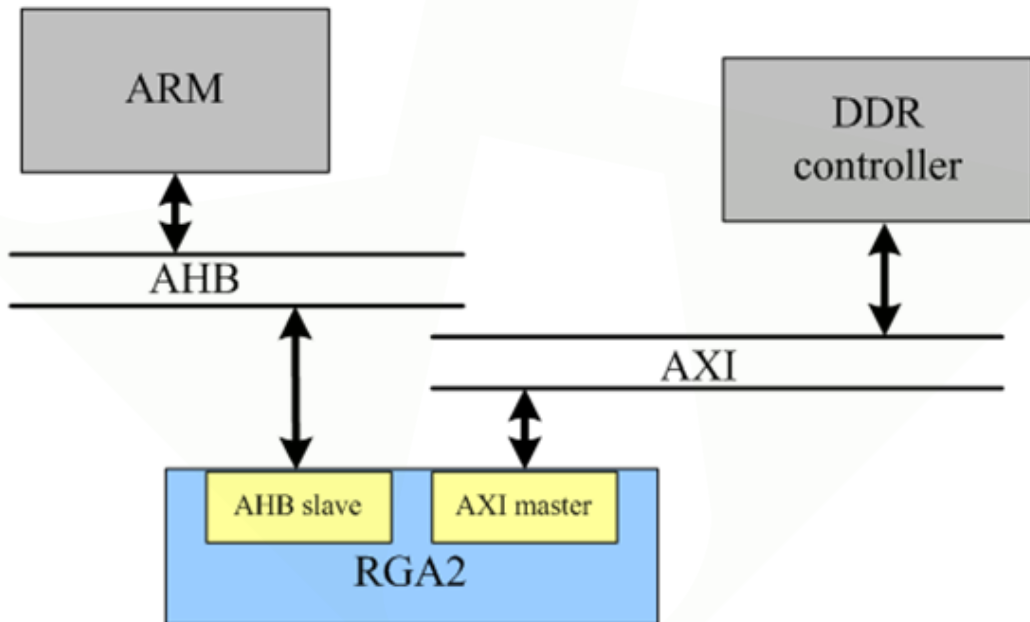 ARM
DDR
controller
AHB
AXI
AHB slave
AXI master
RGA2